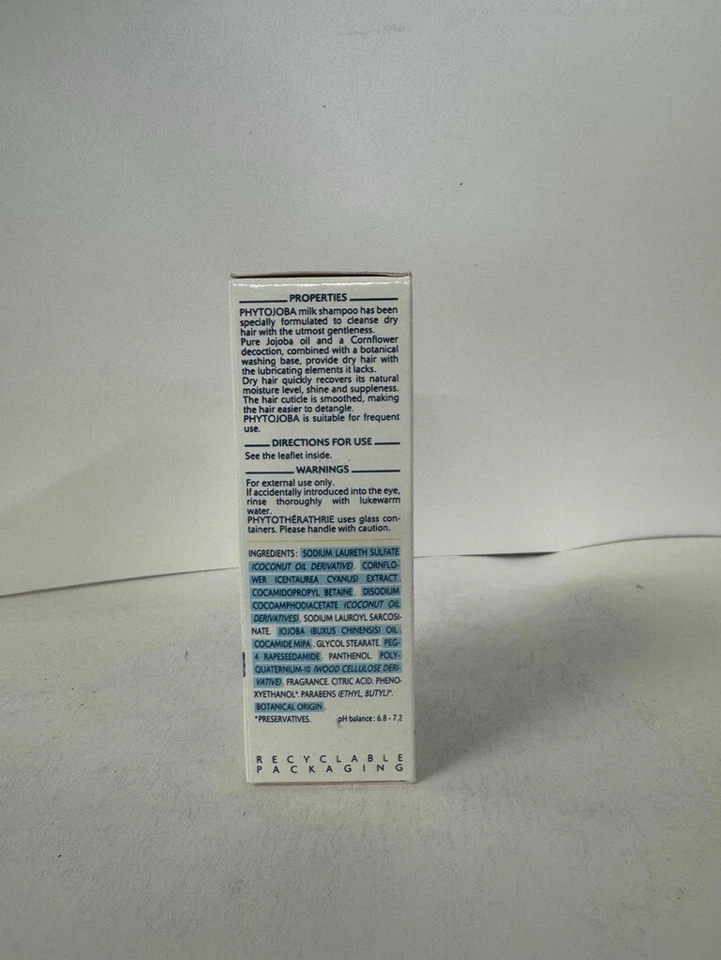 PROPERTIES
PHYTOJOBA milk shampoo has been
specially formulated to cleanse dry
hair with the utmost gentleness.
Pure Jojoba oil and a Cornflower
decoction, combined with a botanical
washing base, provide dry hair with
the lubricating elements it lacks.
Dry hair quickly recovers its natural
moisture level, shine and suppleness.
The hair cuticle is smoothed, making
the hair easier to detangle.
PHYTOJOBA is suitable for frequent
use.
DIRECTIONS FOR USE
See the leaflet inside.
WARNINGS
For external use only.
If accidentally introduced into the eye,
rinse thoroughly with lukewarm
water.
PHYTOTHÉRATHRIE uses glass con-
tainers. Please handle with caution.
INGREDIENTS: SODIUM LAURETH SULFATE
(COCONUT OIL DERIVATIVE). CORNFLO-
WER (CENTAUREA CYANUS) EXTRACT.
COCAMIDOPROPYL BETAINE. DISODIUM
COCOAMPHODIACETATE (COCONUT OIL
DERIVATIVES). SODIUM LAUROYL SARCOSI-
NATE. JOJOBA (BUXUS CHINENSIS) OIL.
COCAMIDE MIPA. GLYCOL STEARATE. PEG-
4 RAPESEEDAMIDE. PANTHENOL. POLY-
QUATERNIUM-10 (WOOD CELLULOSE DERI-
VATIVE). FRAGRANCE. CITRIC ACID. PHENO-
XYETHANOL*. PARABENS (ETHYL, BUTYL)*.
BOTANICAL ORIGIN.
*PRESERVATIVES. pH balance: 6.8 - 7.2
RECYCLABLE
PACKAGING